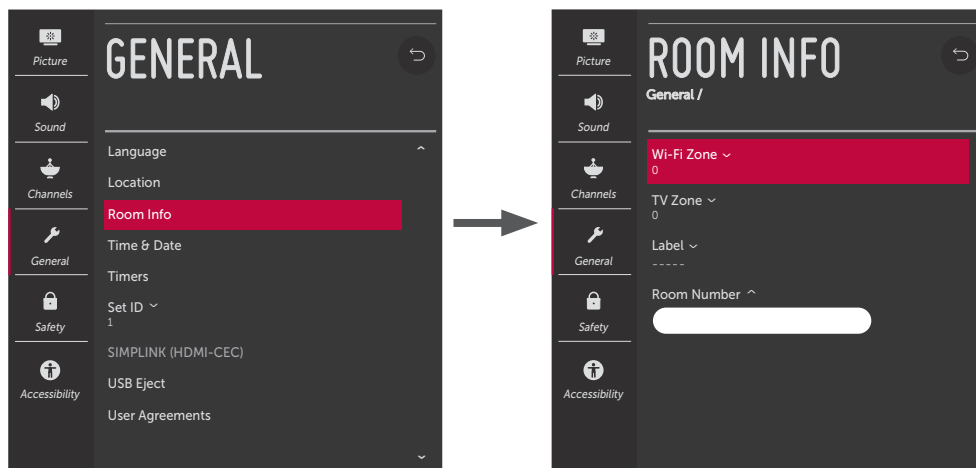 Picture
Sound
Channels
General
Safety
Accessibility
GENERAL
Language
Location
Room Info
Time & Date
Timers
Set ID
1
SIMPLINK (HDMI-CEC)
USB Eject
User Agreements
Picture
Sound
Channels
General
Safety
Accessibility
ROOM INFO
General /
Wi-Fi Zone
0
TV Zone
0
Label
-----
Room Number